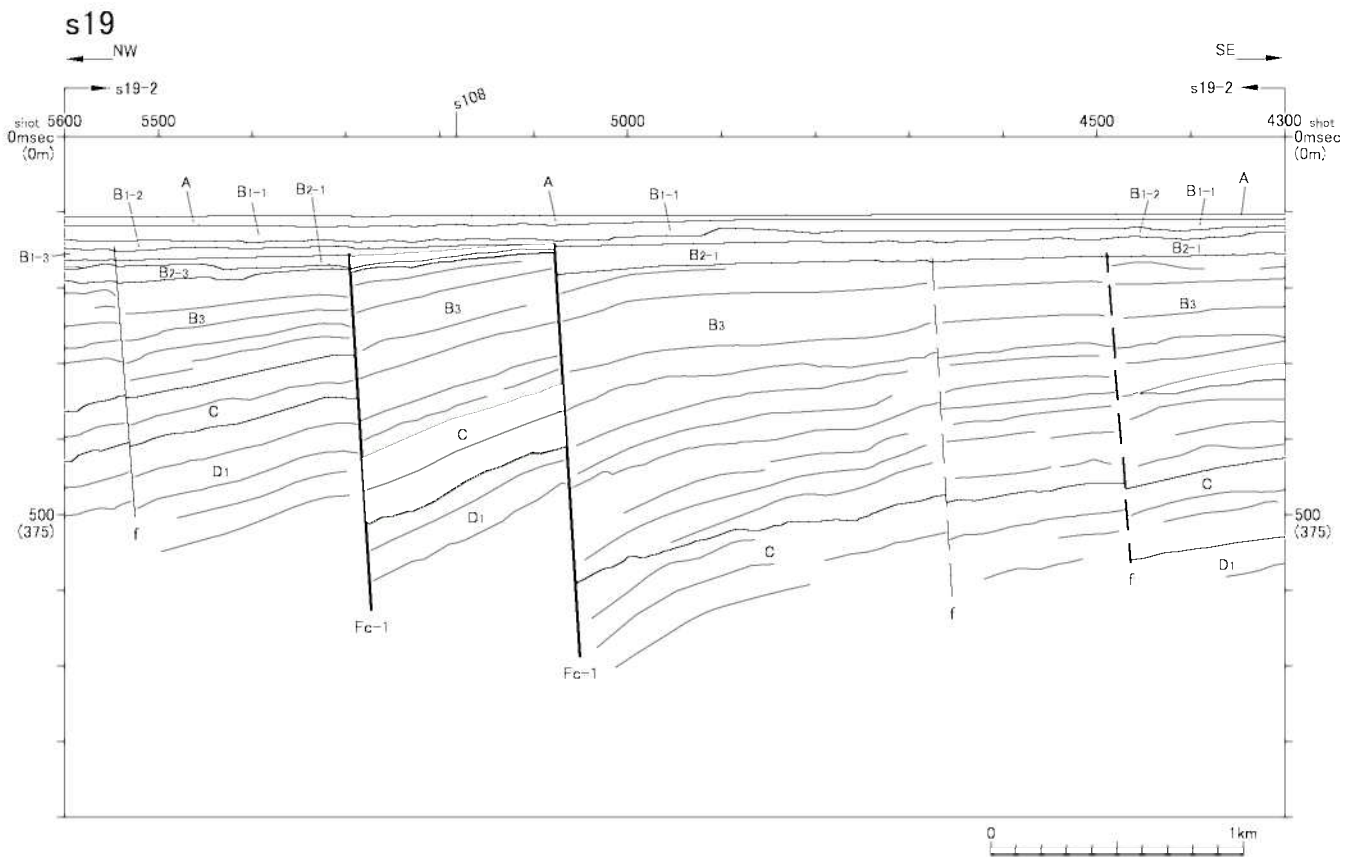 s19
NW SE
s19-2 s19-2
s108
shot 5600 5500 5000 4500 4300 shot
0msec 0msec
(0m) (0m)
B1-2 A B1-1 B2-1 A B1-1 B1-2 B1-1 A
B1-3 B2-3 B2-1 B2-1
B3 B3 B3 B3
C C C C
D1 D1 D1
500 500
(375) (375)
f f f
Fc-1 Fc-1
0 1km